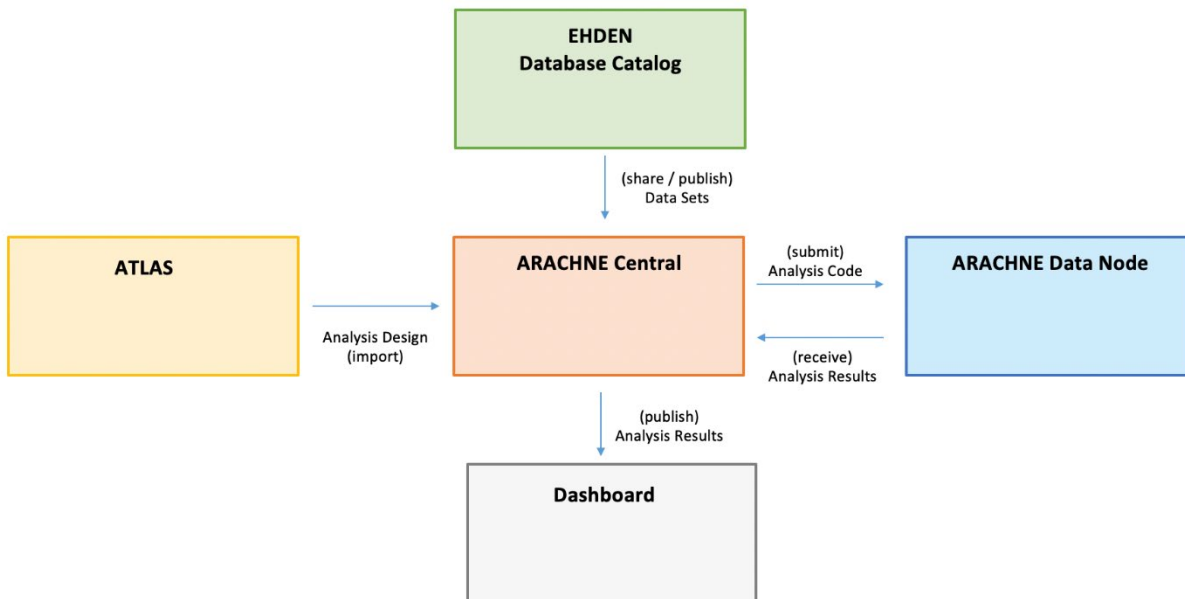 EHDEN
Database Catalog
(share / publish)
Data Sets
ATLAS
ARACHNE Central
(submit)
Analysis Code
ARACHNE Data Node
Analysis Design
(import)
(receive)
Analysis Results
(publish)
Analysis Results
Dashboard